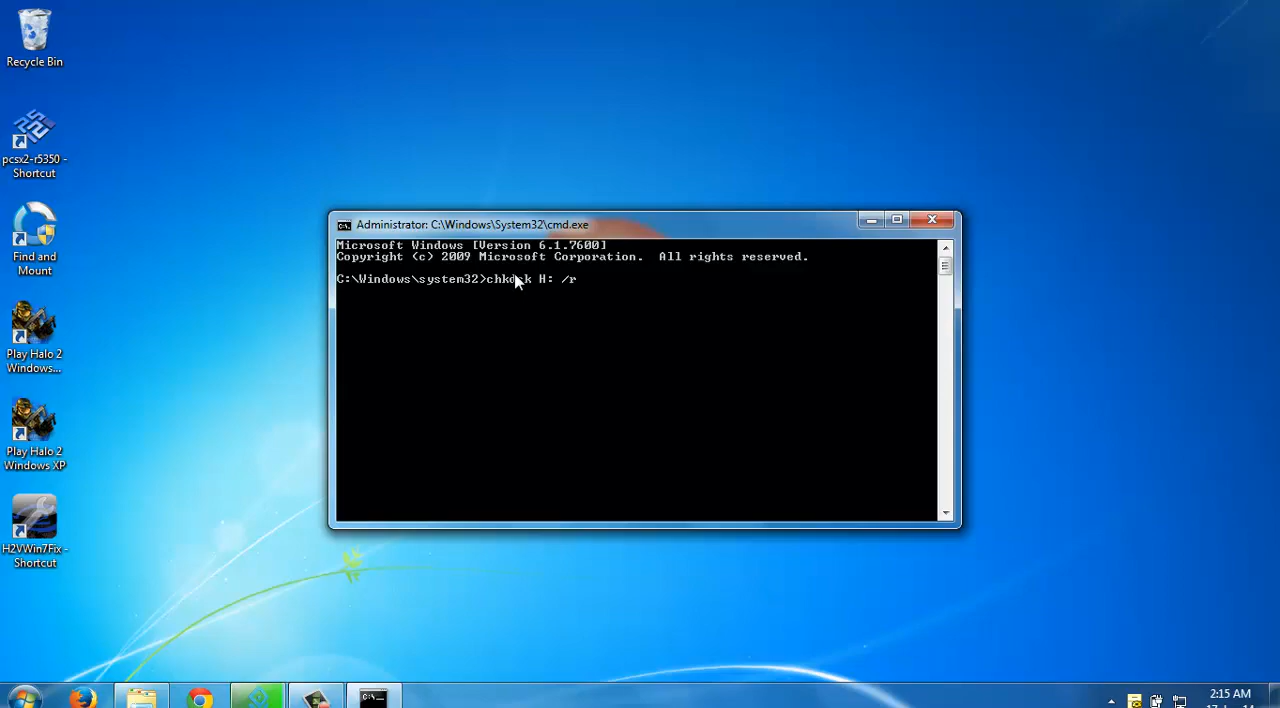 Recycle Bin
pcsx2-r5350 -
Shortcut
Find and
Mount
Play Halo 2
Windows...
Play Halo 2
Windows XP
H2VWin7Fix -
Shortcut
Administrator: C:\Windows\System32\cmd.exe
Microsoft Windows [Version 6.1.7600]
Copyright (c) 2009 Microsoft Corporation. All rights reserved.
C:\Windows\system32>chkdsk H: /r
2:15 AM